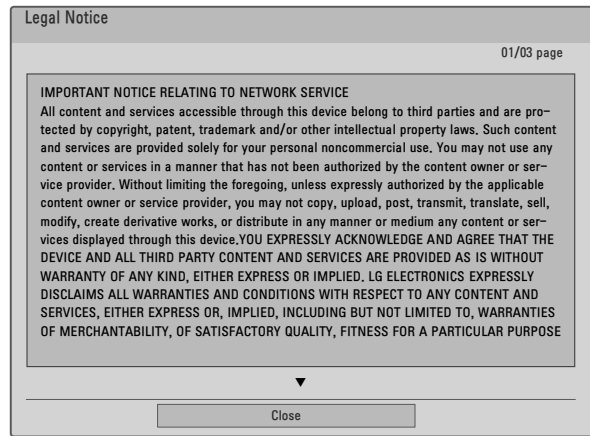 Legal Notice
01/03 page
IMPORTANT NOTICE RELATING TO NETWORK SERVICE
All content and services accessible through this device belong to third parties and are pro-
tected by copyright, patent, trademark and/or other intellectual property laws. Such content
and services are provided solely for your personal noncommercial use. You may not use any
content or services in a manner that has not been authorized by the content owner or ser-
vice provider. Without limiting the foregoing, unless expressly authorized by the applicable
content owner or service provider, you may not copy, upload, post, transmit, translate, sell,
modify, create derivative works, or distribute in any manner or medium any content or ser-
vices displayed through this device.YOU EXPRESSLY ACKNOWLEDGE AND AGREE THAT THE
DEVICE AND ALL THIRD PARTY CONTENT AND SERVICES ARE PROVIDED AS IS WITHOUT
WARRANTY OF ANY KIND, EITHER EXPRESS OR IMPLIED. LG ELECTRONICS EXPRESSLY
DISCLAIMS ALL WARRANTIES AND CONDITIONS WITH RESPECT TO ANY CONTENT AND
SERVICES, EITHER EXPRESS OR, IMPLIED, INCLUDING BUT NOT LIMITED TO, WARRANTIES
OF MERCHANTABILITY, OF SATISFACTORY QUALITY, FITNESS FOR A PARTICULAR PURPOSE
▼
Close